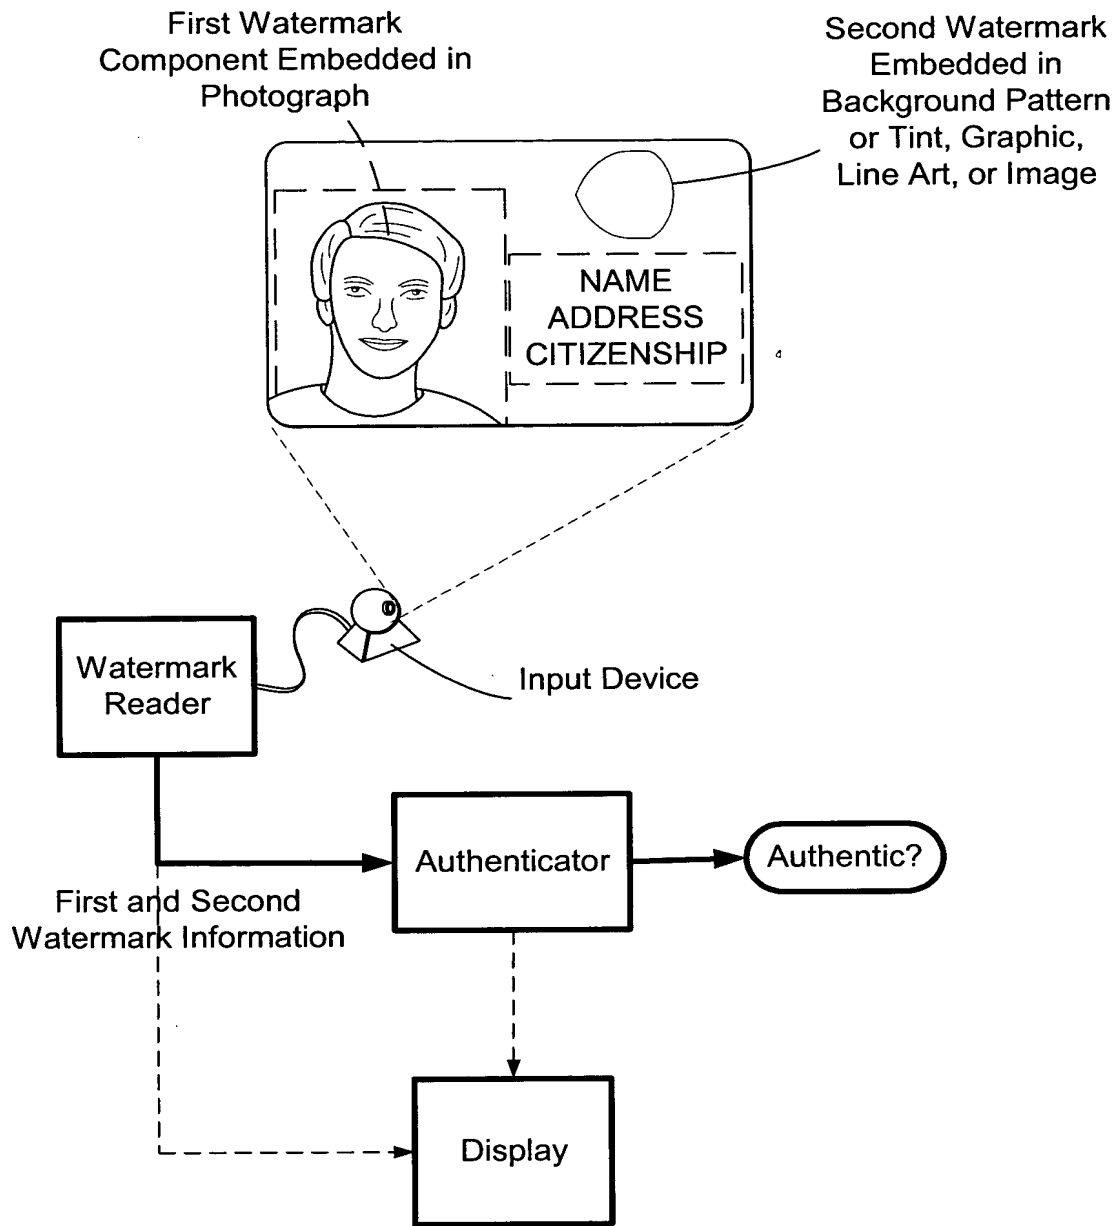 First Watermark
Component Embedded in
Photograph
Second Watermark
Embedded in
Background Pattern
or Tint, Graphic,
Line Art, or Image
NAME
ADDRESS
CITIZENSHIP
Watermark
Reader
Input Device
Authenticator
Authentic?
First and Second
Watermark Information
Display